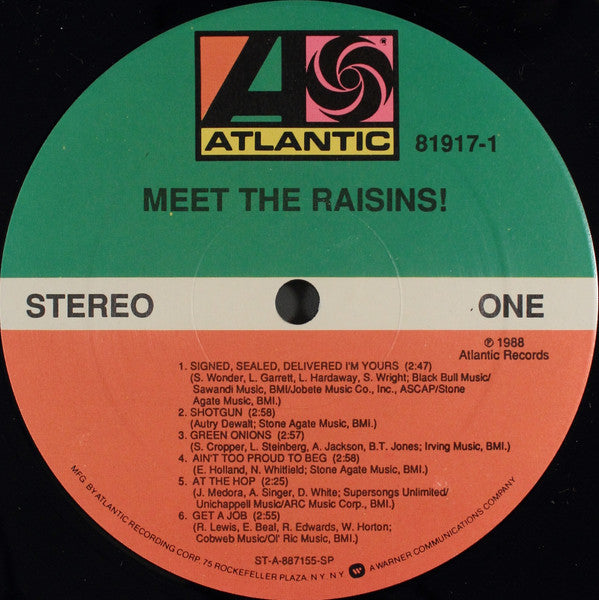 ATLANTIC
81917-1
MEET THE RAISINS!
STEREO
ONE
℗ 1988
Atlantic Records
1. SIGNED, SEALED, DELIVERED I'M YOURS (2:47)
(S. Wonder, L. Garrett, L. Hardaway, S. Wright; Black Bull Music/
Sawandi Music, BMI/Jobete Music Co., Inc., ASCAP/Stone
Agate Music, BMI.)
2. SHOTGUN (2:58)
(Autry Dewalt; Stone Agate Music, BMI.)
3. GREEN ONIONS (2:57)
(S. Cropper, L. Steinberg, A. Jackson, B.T. Jones; Irving Music, BMI.)
4. AIN'T TOO PROUD TO BEG (2:58)
(E. Holland, N. Whitfield; Stone Agate Music, BMI.)
5. AT THE HOP (2:25)
(J. Medora, A. Singer, D. White; Supersongs Unlimited/
Unichappell Music/ARC Music Corp., BMI.)
6. GET A JOB (2:55)
(R. Lewis, E. Beal, R. Edwards, W. Horton;
Cobweb Music/Ol' Ric Music, BMI.)
ST-A-887155-SP
MFG. BY ATLANTIC RECORDING CORP. 75 ROCKEFELLER PLAZA, N.Y. N.Y. A WARNER COMMUNICATIONS COMPANY